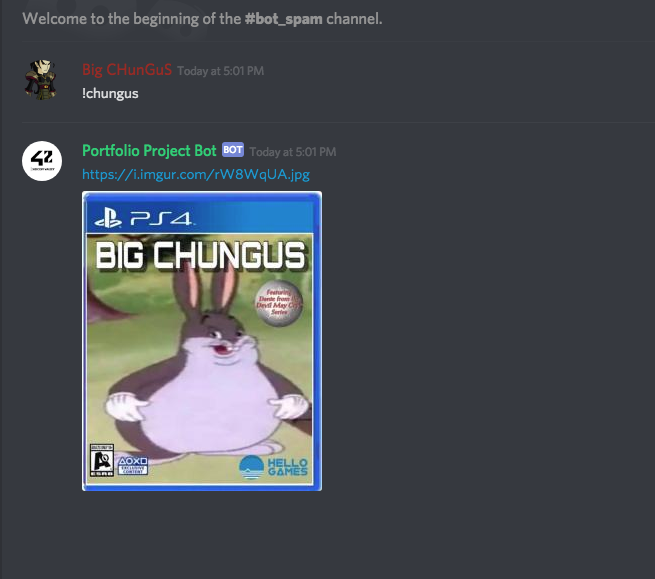 Welcome to the beginning of the #bot_spam channel.
Big CHunGuS Today at 5:01 PM
!chungus
42
Portfolio Project Bot BOT Today at 5:01 PM
https://i.imgur.com/rW8WqUA.jpg
PS4
BIG CHUNGUS
Featuring
Dante from the
Devil May Cry
Series
EXCLUSIVE
CONTENT
ESRB
HELLO
GAMES